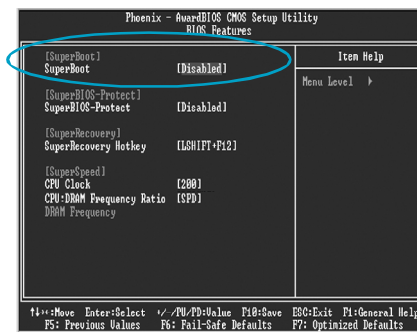 Phoenix - AwardBIOS CMOS Setup Utility
BIOS Features
[SuperBoot]
SuperBoot [Disabled]
[SuperBIOS-Protect]
SuperBIOS-Protect [Disabled]
[SuperRecovery]
SuperRecovery Hotkey [LSHIFT+F12]
[SuperSpeed]
CPU Clock [200]
CPU:DRAM Frequency Ratio [SPD]
DRAM Frequency
Item Help
Menu Level ▸
↑↓↔:Move Enter:Select +/-/PU/PD:Value F10:Save ESC:Exit F1:General Help
F5: Previous Values F6: Fail-Safe Defaults F7: Optimized Defaults